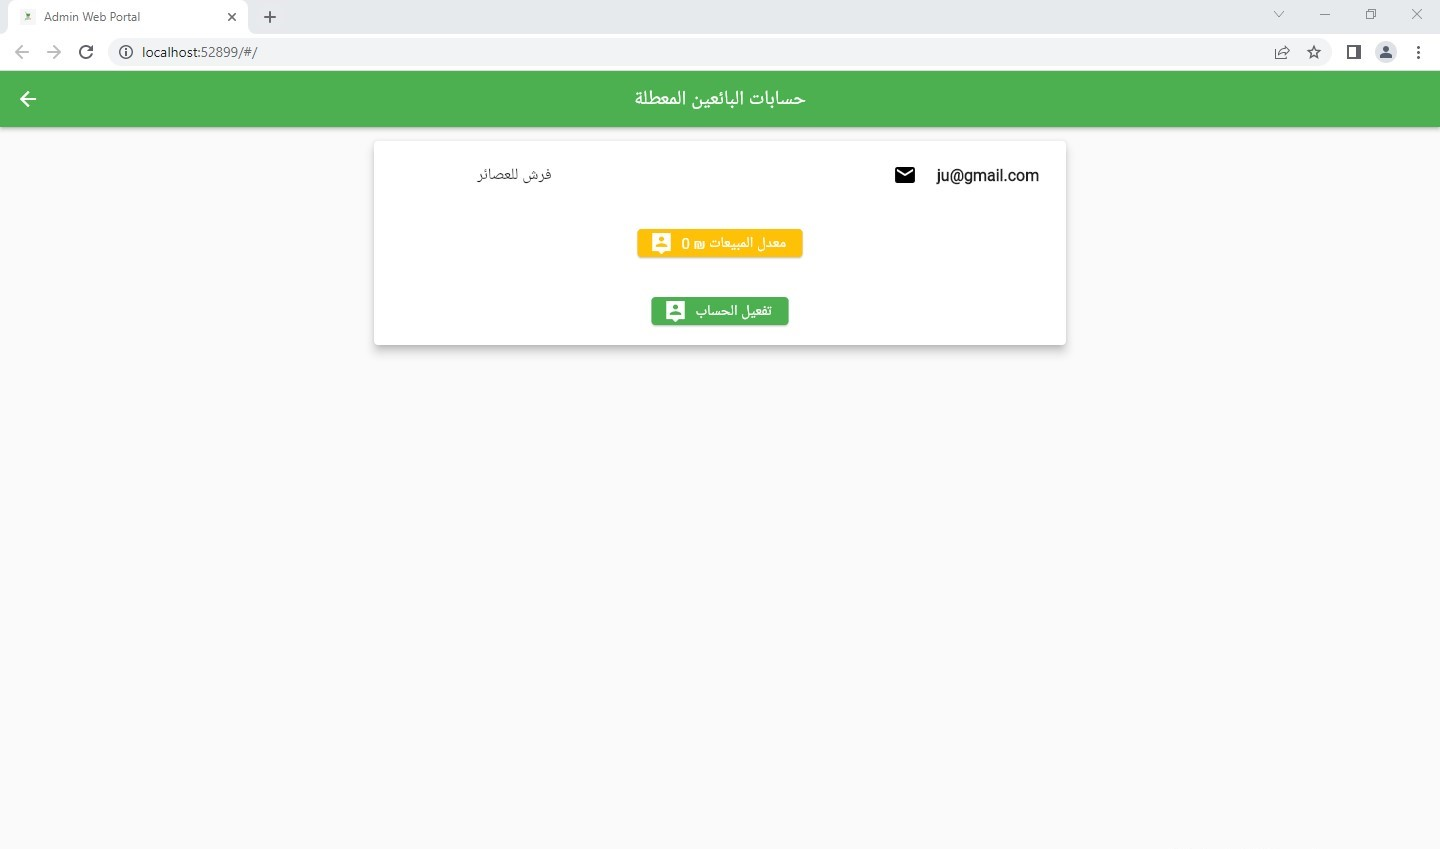 Admin Web Portal
localhost:52899/#/
حسابات البائعين المعطلة
ju@gmail.com
فرش للعصائر
معدل المبيعات ₪ 0
تفعيل الحساب